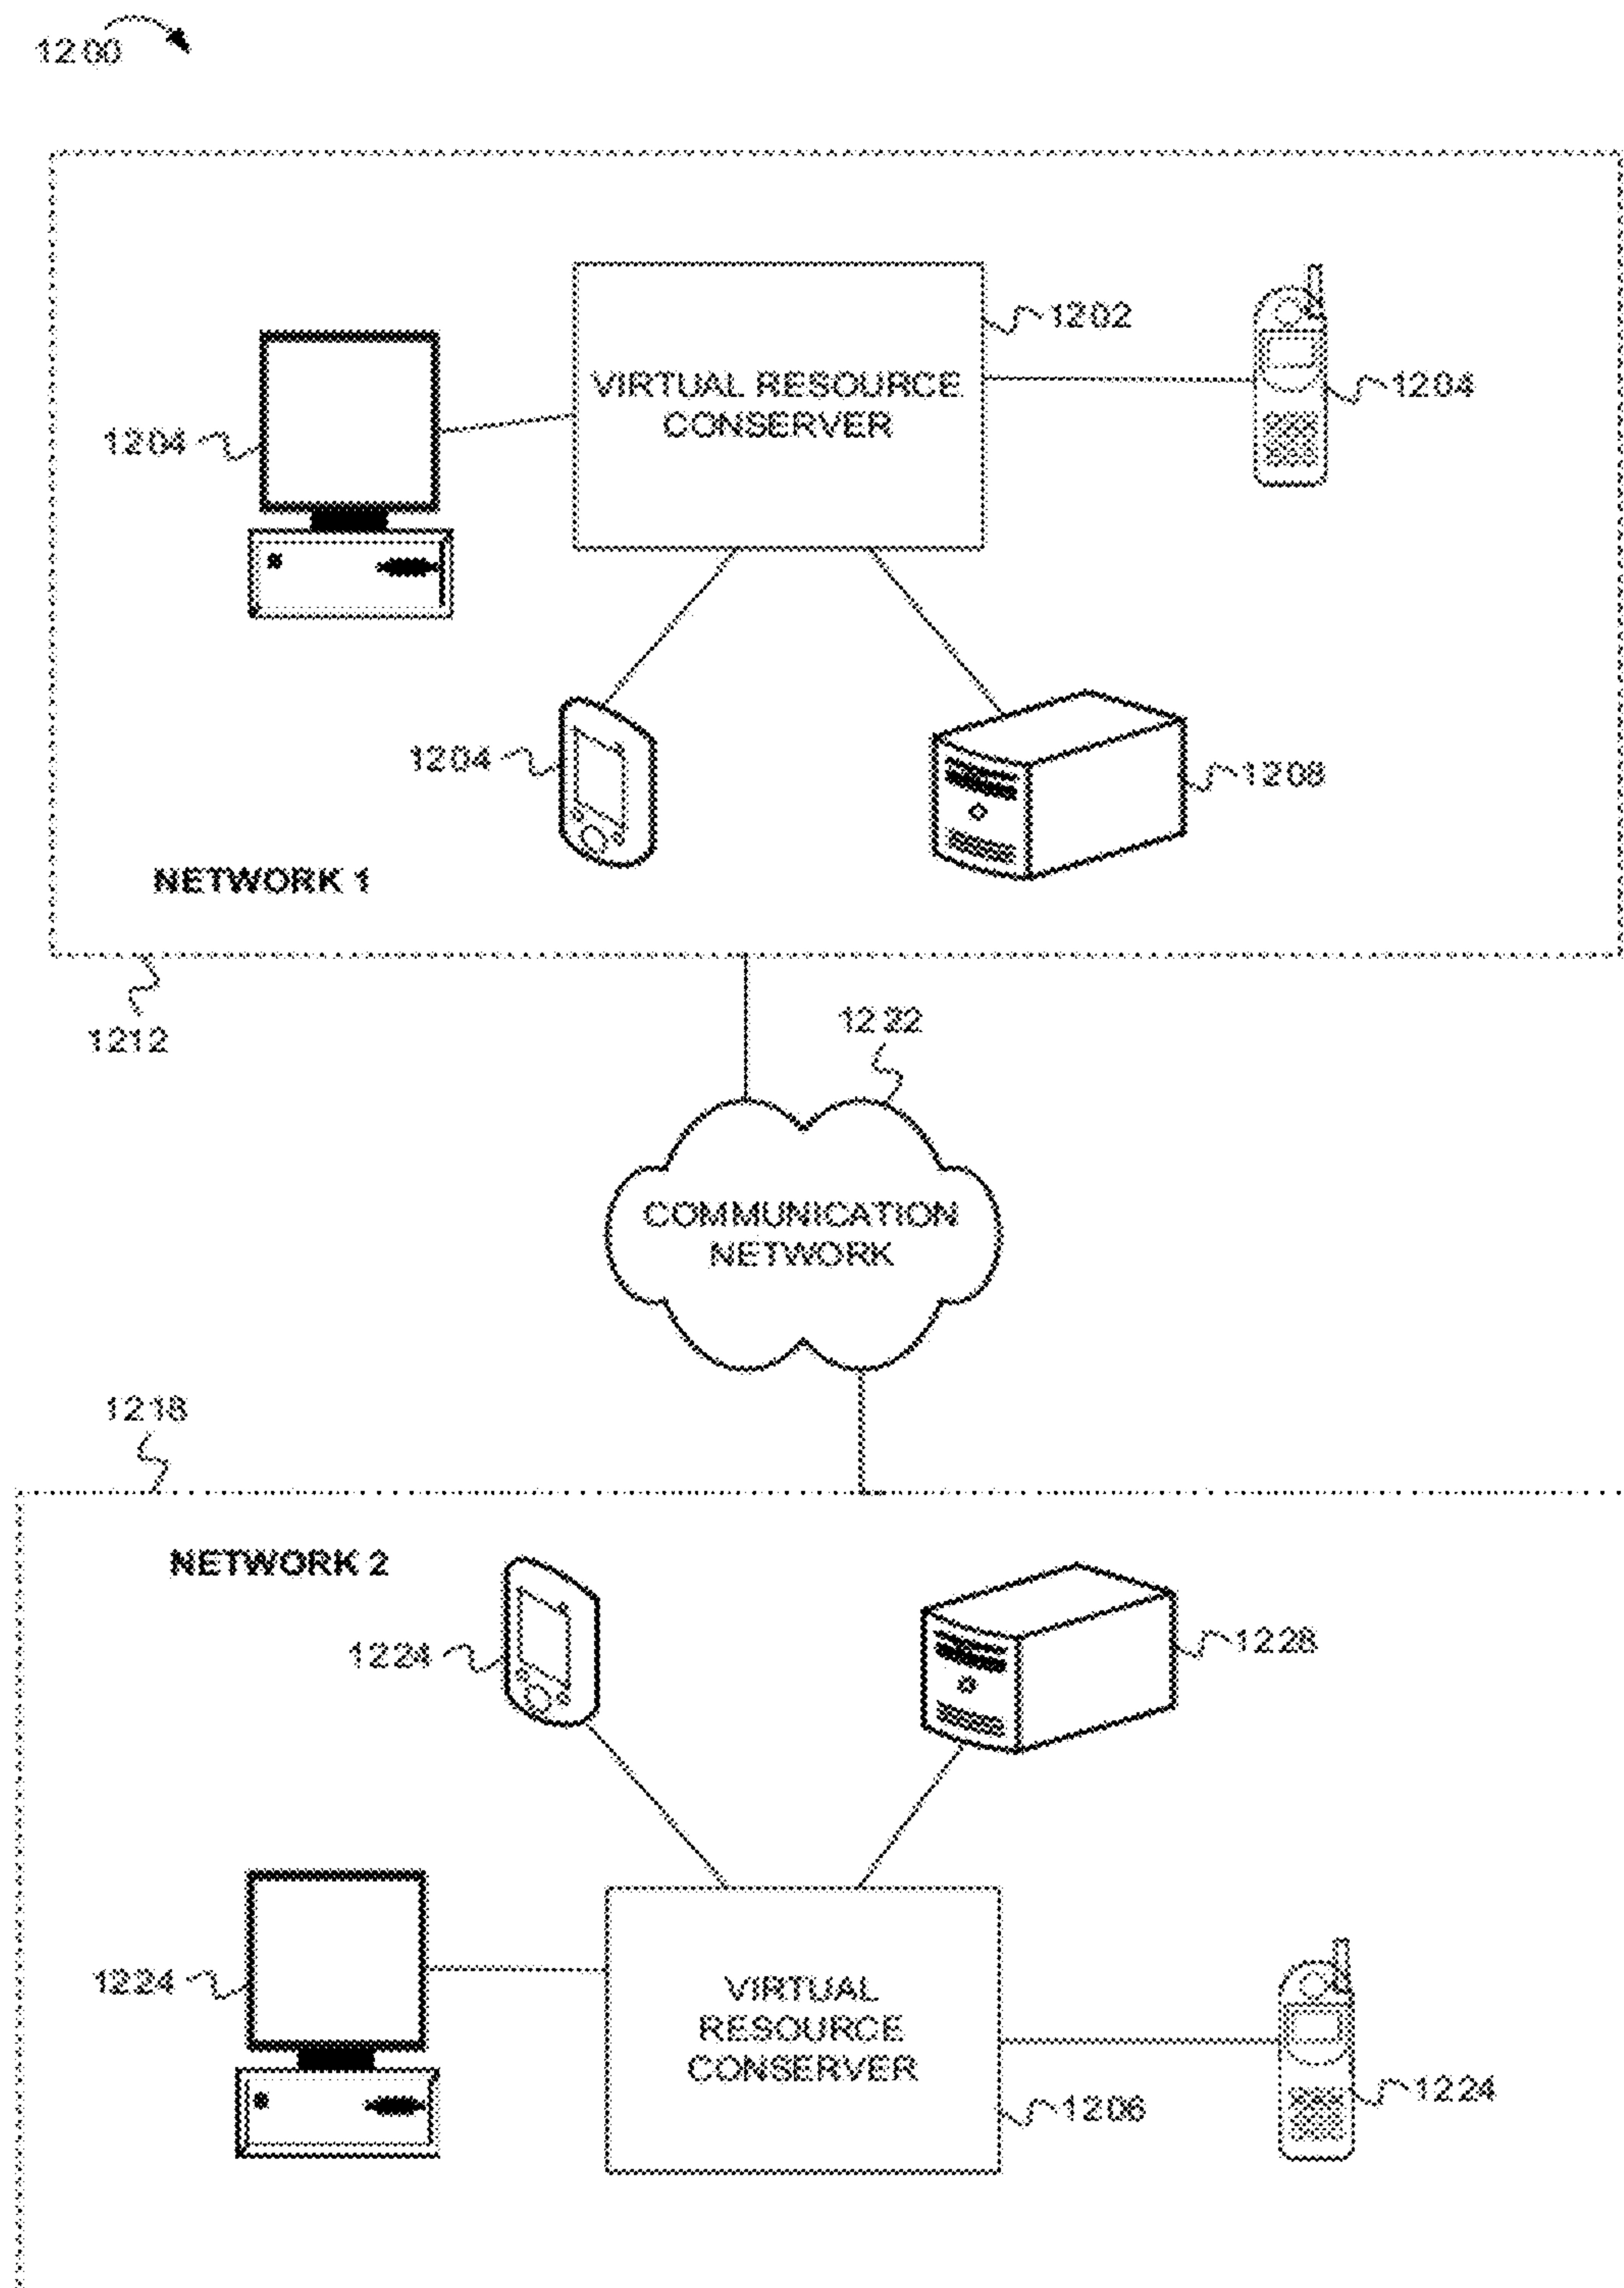 1200
VIRTUAL RESOURCE
CONSERVER
1202
1204
1204
1204
1208
NETWORK 1
1212
1222
COMMUNICATION
NETWORK
1218
NETWORK 2
1224
1228
1224
VIRTUAL
RESOURCE
CONSERVER
1206
1224